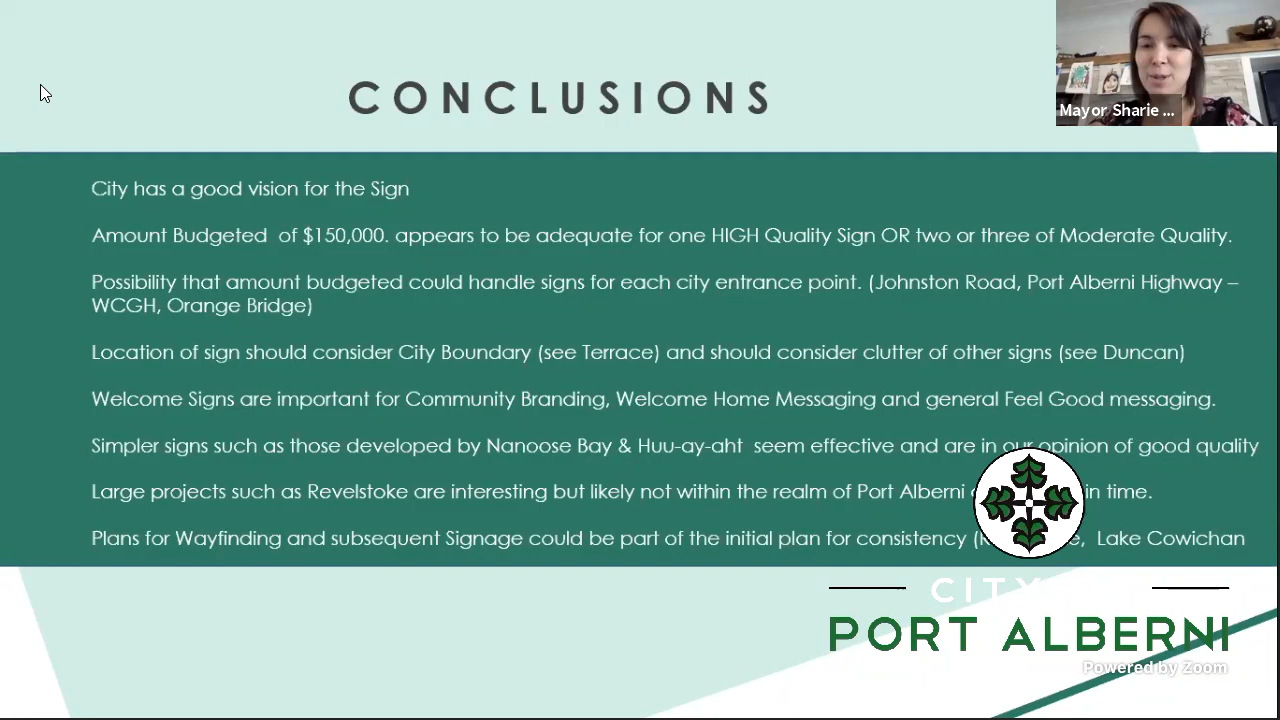 CONCLUSIONS
Mayor Sharie ...
City has a good vision for the Sign
Amount Budgeted of $150,000. appears to be adequate for one HIGH Quality Sign OR two or three of Moderate Quality.
Possibility that amount budgeted could handle signs for each city entrance point. (Johnston Road, Port Alberni Highway –
WCGH, Orange Bridge)
Location of sign should consider City Boundary (see Terrace) and should consider clutter of other signs (see Duncan)
Welcome Signs are important for Community Branding, Welcome Home Messaging and general Feel Good messaging.
Simpler signs such as those developed by Nanoose Bay & Huu-ay-aht seem effective and are in our opinion of good quality
Large projects such as Revelstoke are interesting but likely not within the realm of Port Alberni in time.
Plans for Wayfinding and subsequent Signage could be part of the initial plan for consistency ( Lake Cowichan
CITY
PORT ALBERNI
Powered by Zoom